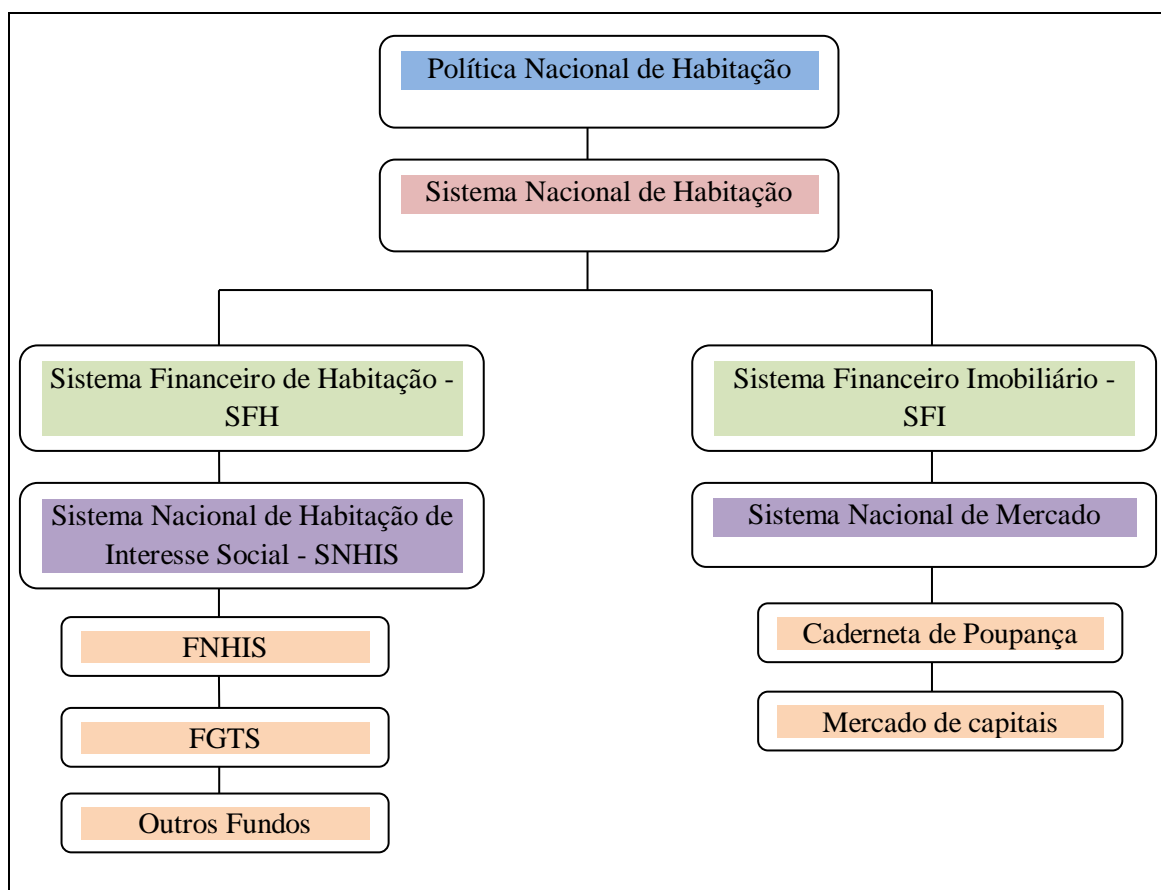 Política Nacional de Habitação
Sistema Nacional de Habitação
Sistema Financeiro de Habitação -
SFH
Sistema Financeiro Imobiliário -
SFI
Sistema Nacional de Habitação de
Interesse Social - SNHIS
Sistema Nacional de Mercado
FNHIS
Caderneta de Poupança
FGTS
Mercado de capitais
Outros Fundos